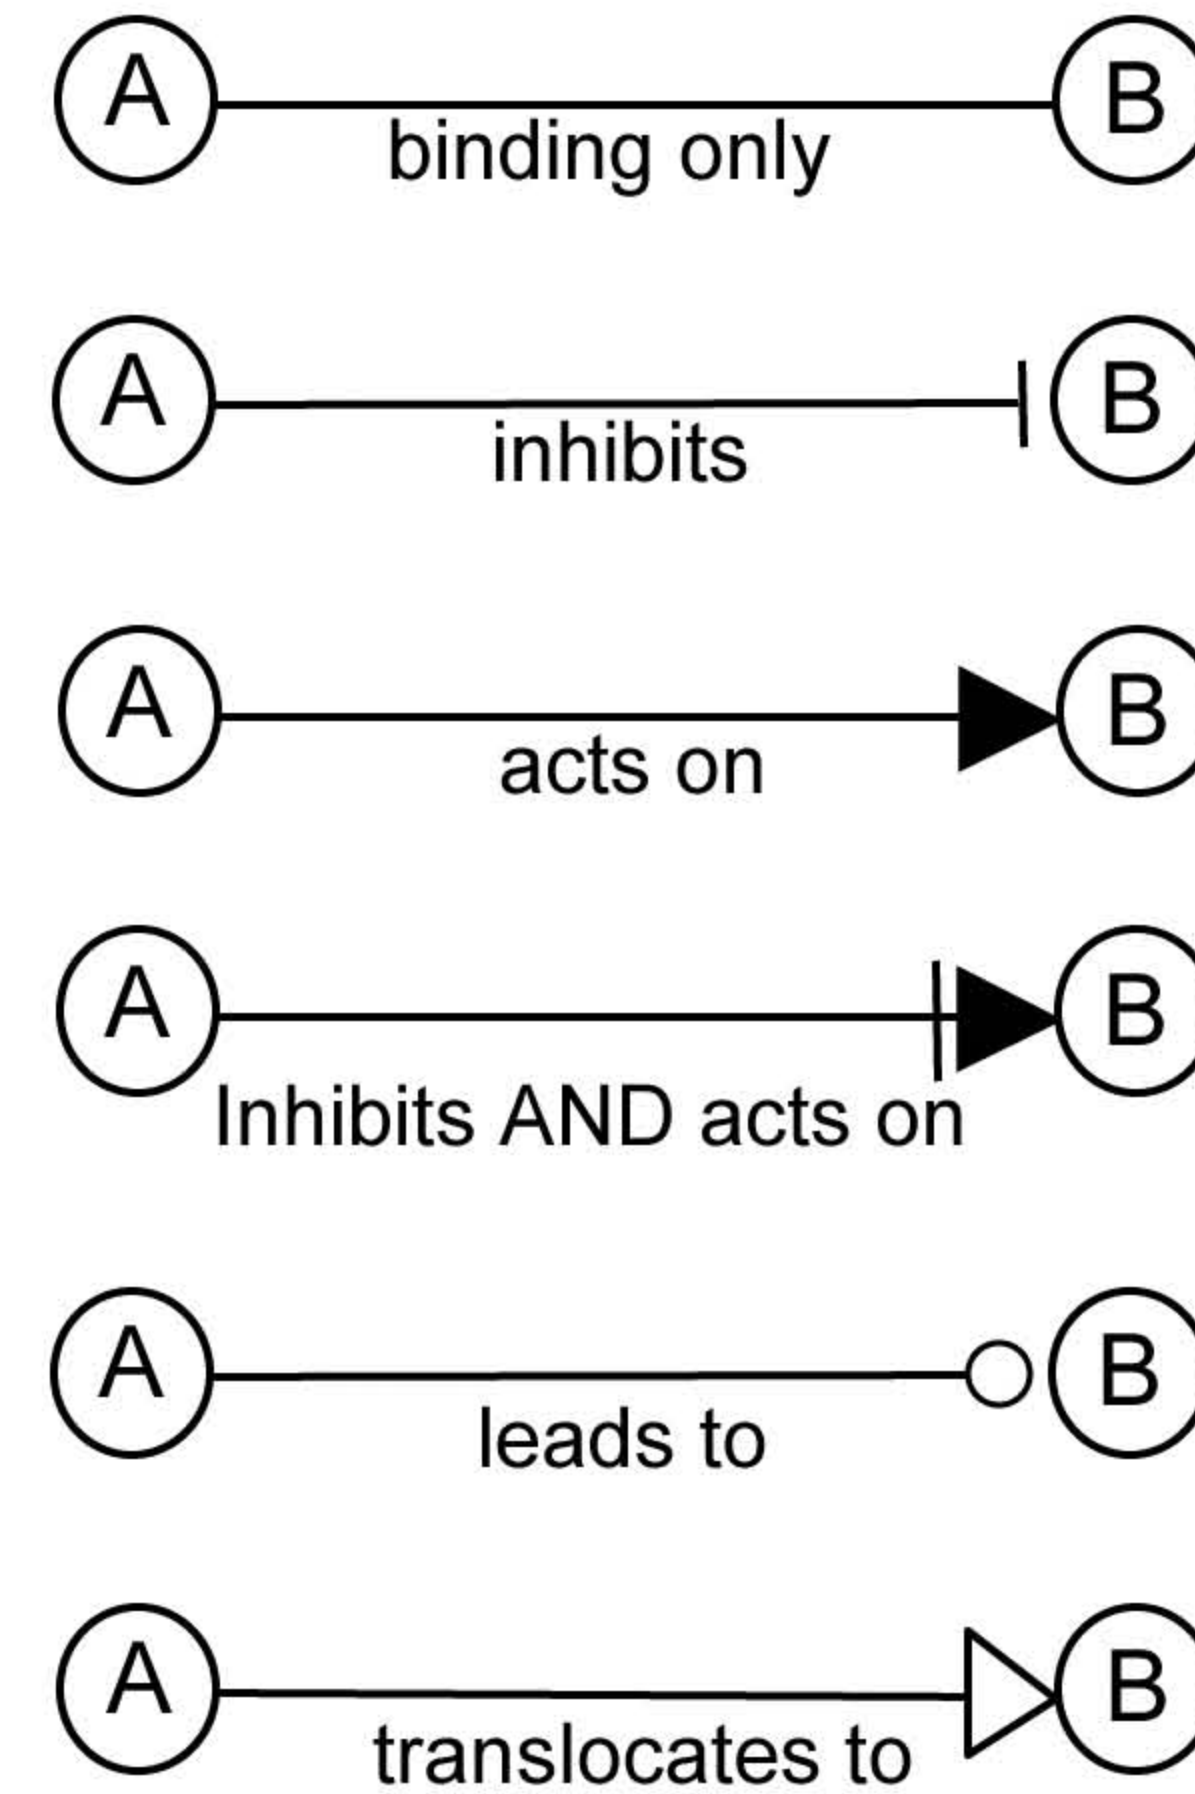 A B
binding only
A B
inhibits
A B
acts on
A B
Inhibits AND acts on
A B
leads to
A B
translocates to